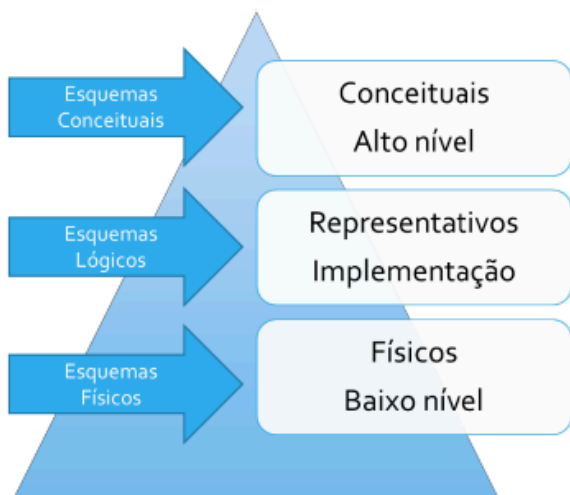 Esquemas
Conceituais
Conceituais
Alto nível
Esquemas
Lógicos
Representativos
Implementação
Esquemas
Físicos
Físicos
Baixo nível